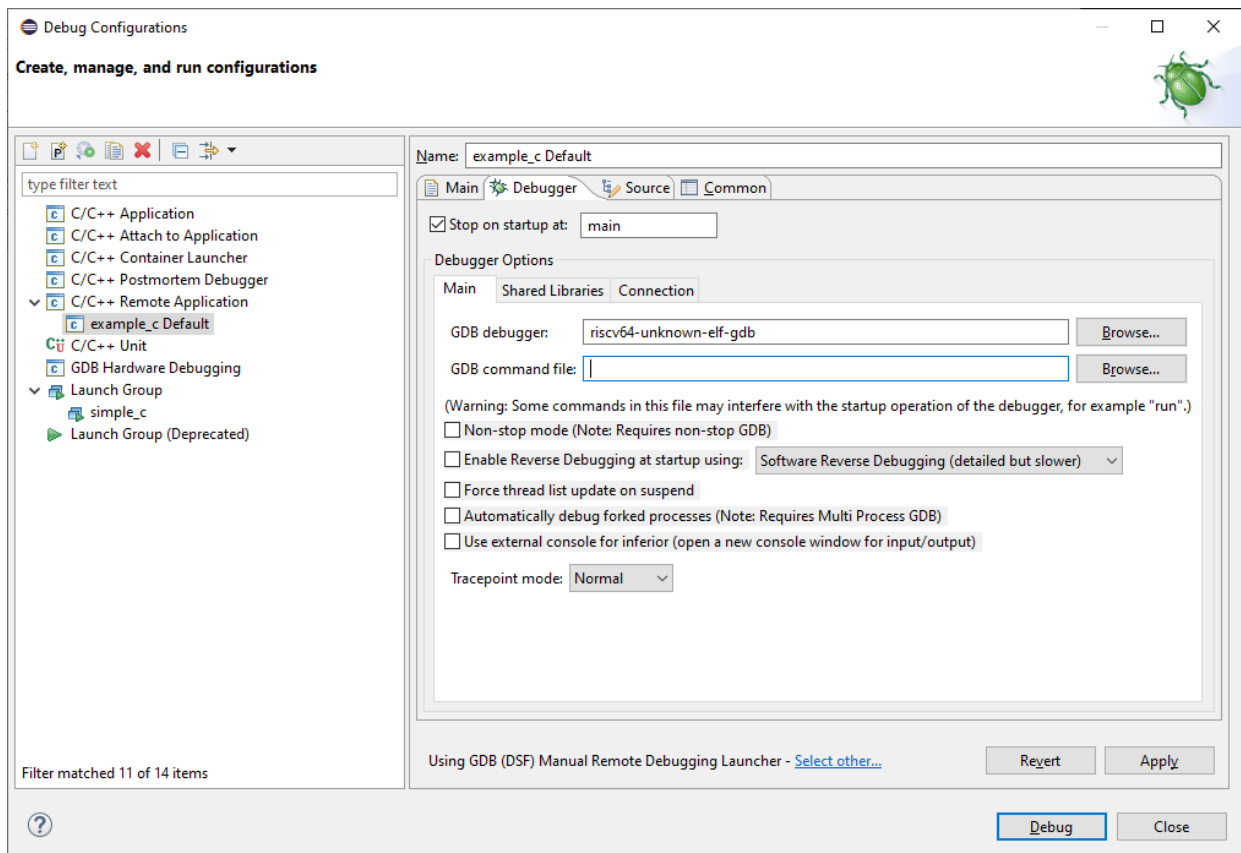 Debug Configurations
Create, manage, and run configurations
type filter text
C/C++ Application
C/C++ Attach to Application
C/C++ Container Launcher
C/C++ Postmortem Debugger
C/C++ Remote Application
example_c Default
C/C++ Unit
GDB Hardware Debugging
Launch Group
simple_c
Launch Group (Deprecated)
Filter matched 11 of 14 items
Name: example_c Default
Main Debugger Source Common
Stop on startup at: main
Debugger Options
Main Shared Libraries Connection
GDB debugger: riscv64-unknown-elf-gdb Browse...
GDB command file: Browse...
(Warning: Some commands in this file may interfere with the startup operation of the debugger, for example "run".)
Non-stop mode (Note: Requires non-stop GDB)
Enable Reverse Debugging at startup using: Software Reverse Debugging (detailed but slower)
Force thread list update on suspend
Automatically debug forked processes (Note: Requires Multi Process GDB)
Use external console for inferior (open a new console window for input/output)
Tracepoint mode: Normal
Using GDB (DSF) Manual Remote Debugging Launcher - Select other...
Revert Apply
Debug Close